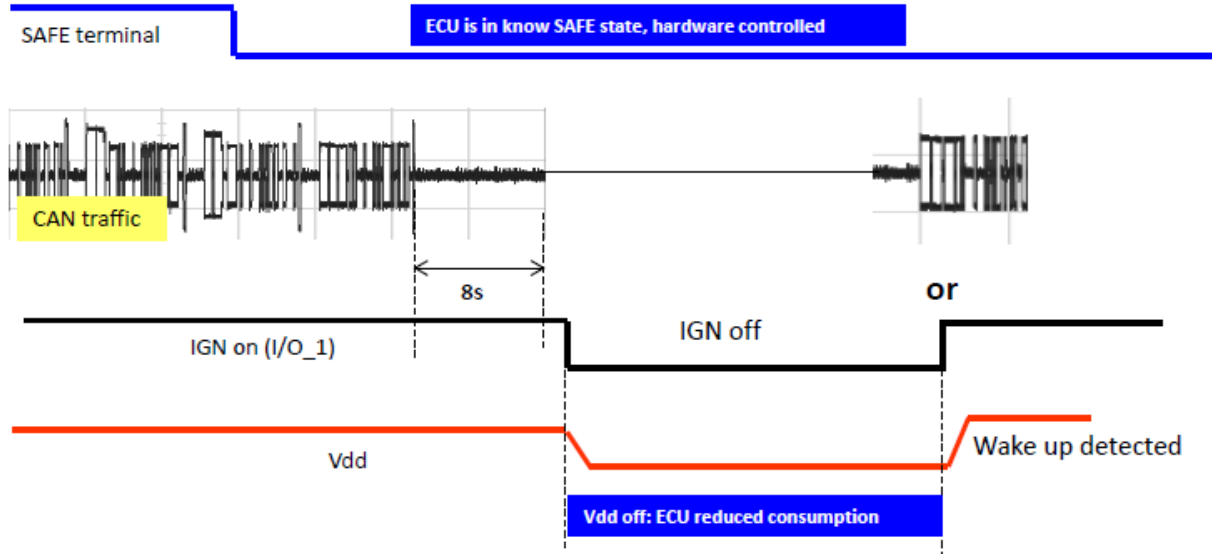 SAFE terminal
ECU is in know SAFE state, hardware controlled
CAN traffic
8s
or
IGN on (I/O_1)
IGN off
Vdd
Wake up detected
Vdd off: ECU reduced consumption